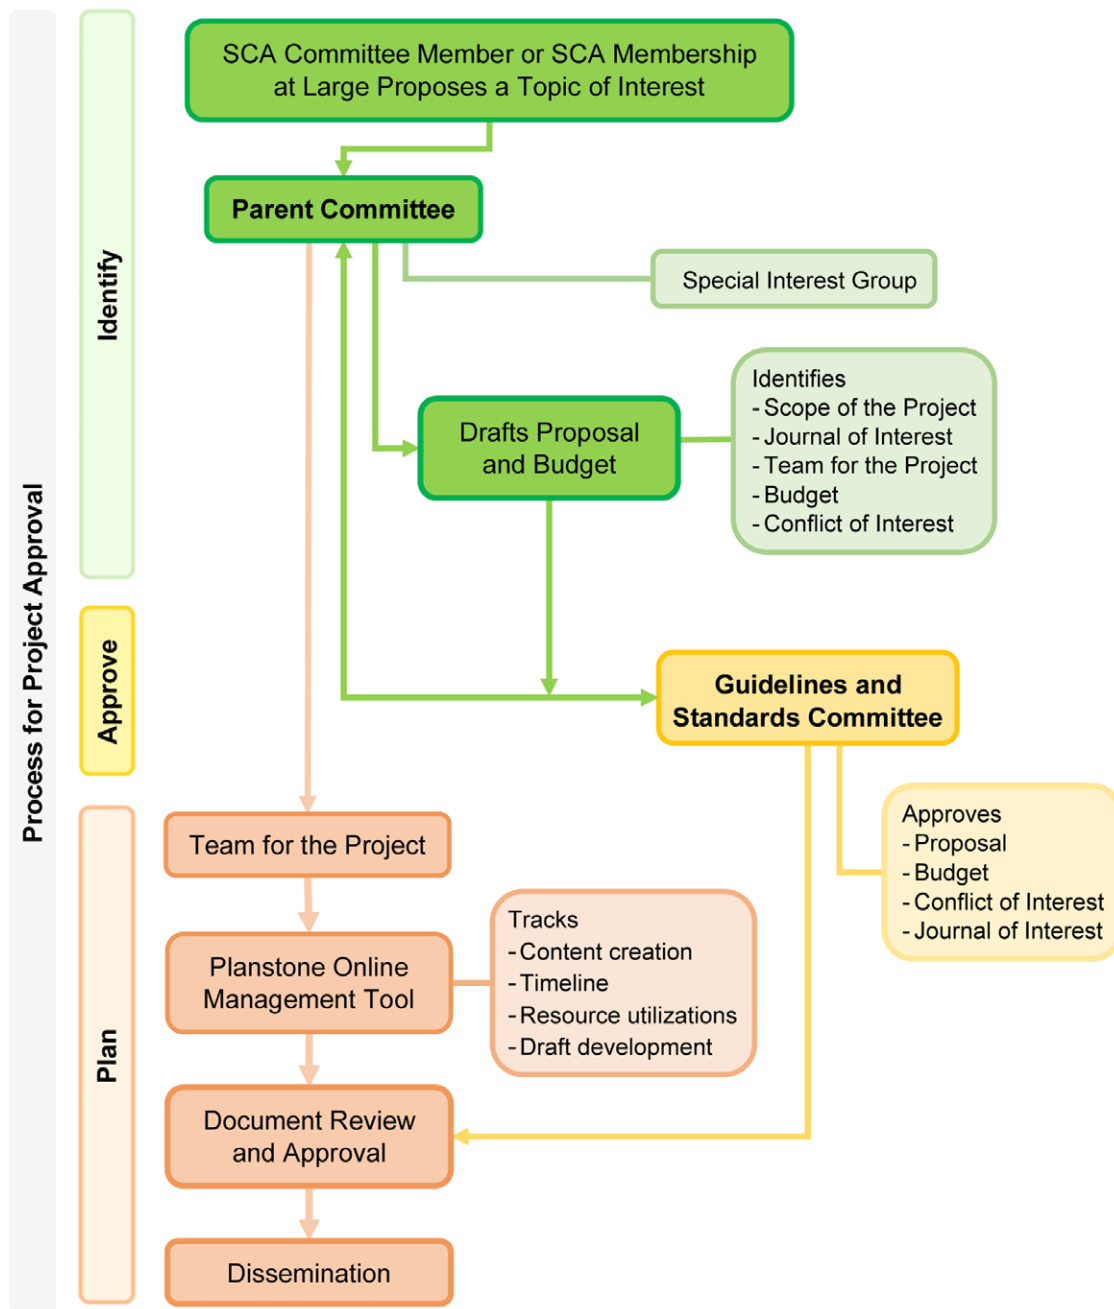 Process for Project Approval
Identify
SCA Committee Member or SCA Membership
at Large Proposes a Topic of Interest
Parent Committee
Special Interest Group
Drafts Proposal
and Budget
Identifies
- Scope of the Project
- Journal of Interest
- Team for the Project
- Budget
- Conflict of Interest
Approve
Guidelines and
Standards Committee
Approves
- Proposal
- Budget
- Conflict of Interest
- Journal of Interest
Plan
Team for the Project
Planstone Online
Management Tool
Tracks
- Content creation
- Timeline
- Resource utilizations
- Draft development
Document Review
and Approval
Dissemination